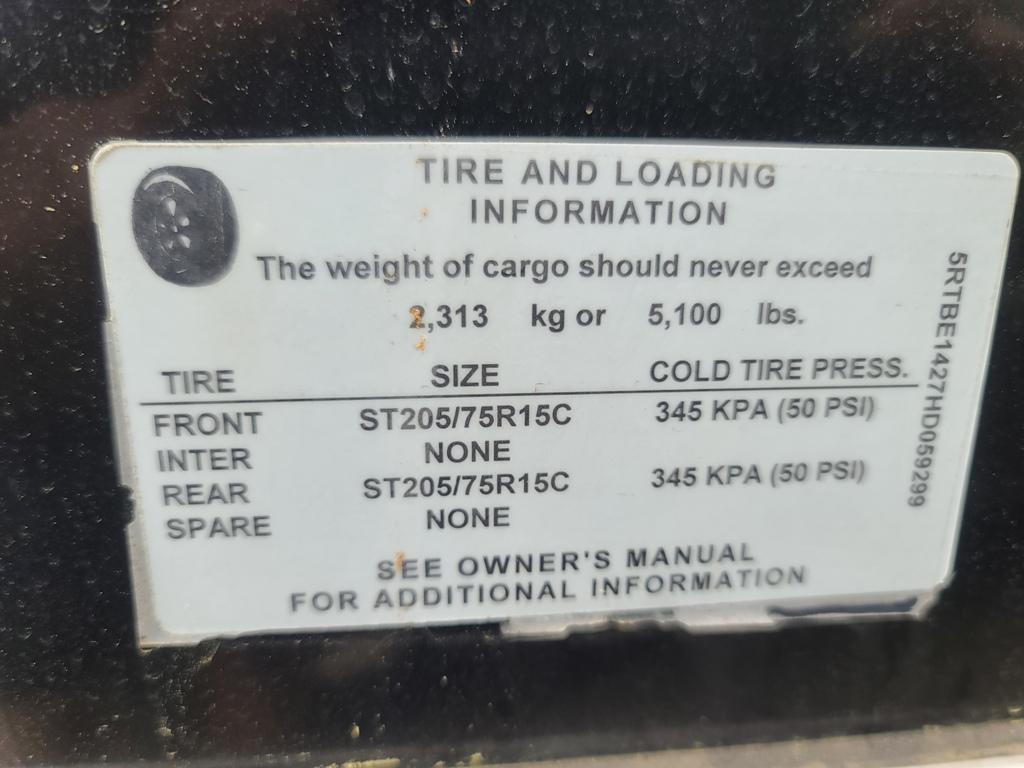 TIRE AND LOADING
INFORMATION
The weight of cargo should never exceed
2,313 kg or 5,100 lbs.
TIRE SIZE COLD TIRE PRESS.
FRONT ST205/75R15C 345 KPA (50 PSI)
INTER NONE
REAR ST205/75R15C 345 KPA (50 PSI)
SPARE NONE
SEE OWNER'S MANUAL
FOR ADDITIONAL INFORMATION
5RTBE1427HD059299